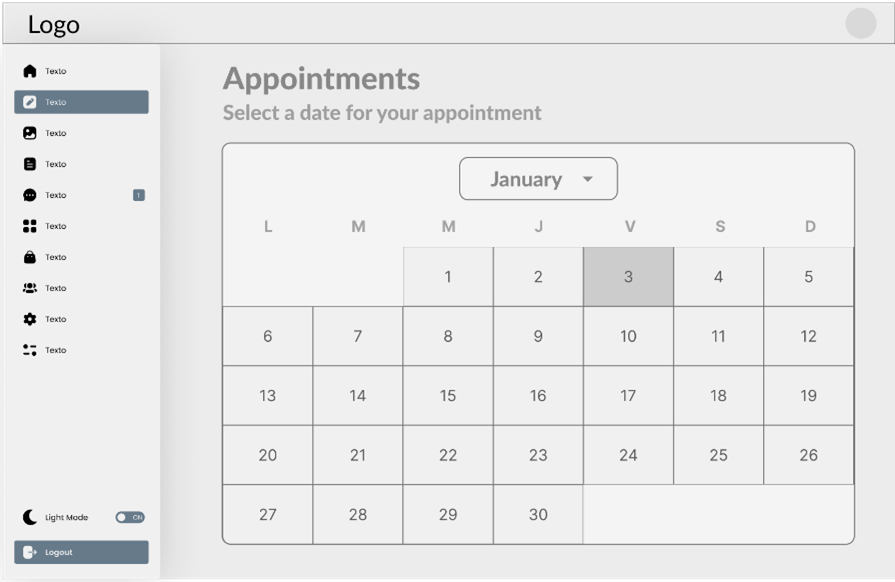 Logo
Texto
Texto
Texto
Texto
Texto
Texto
Texto
Texto
Texto
Texto
Light Mode ON
Logout
Appointments
Select a date for your appointment
January
L M M J V S D
1 2 3 4 5
6 7 8 9 10 11 12
13 14 15 16 17 18 19
20 21 22 23 24 25 26
27 28 29 30